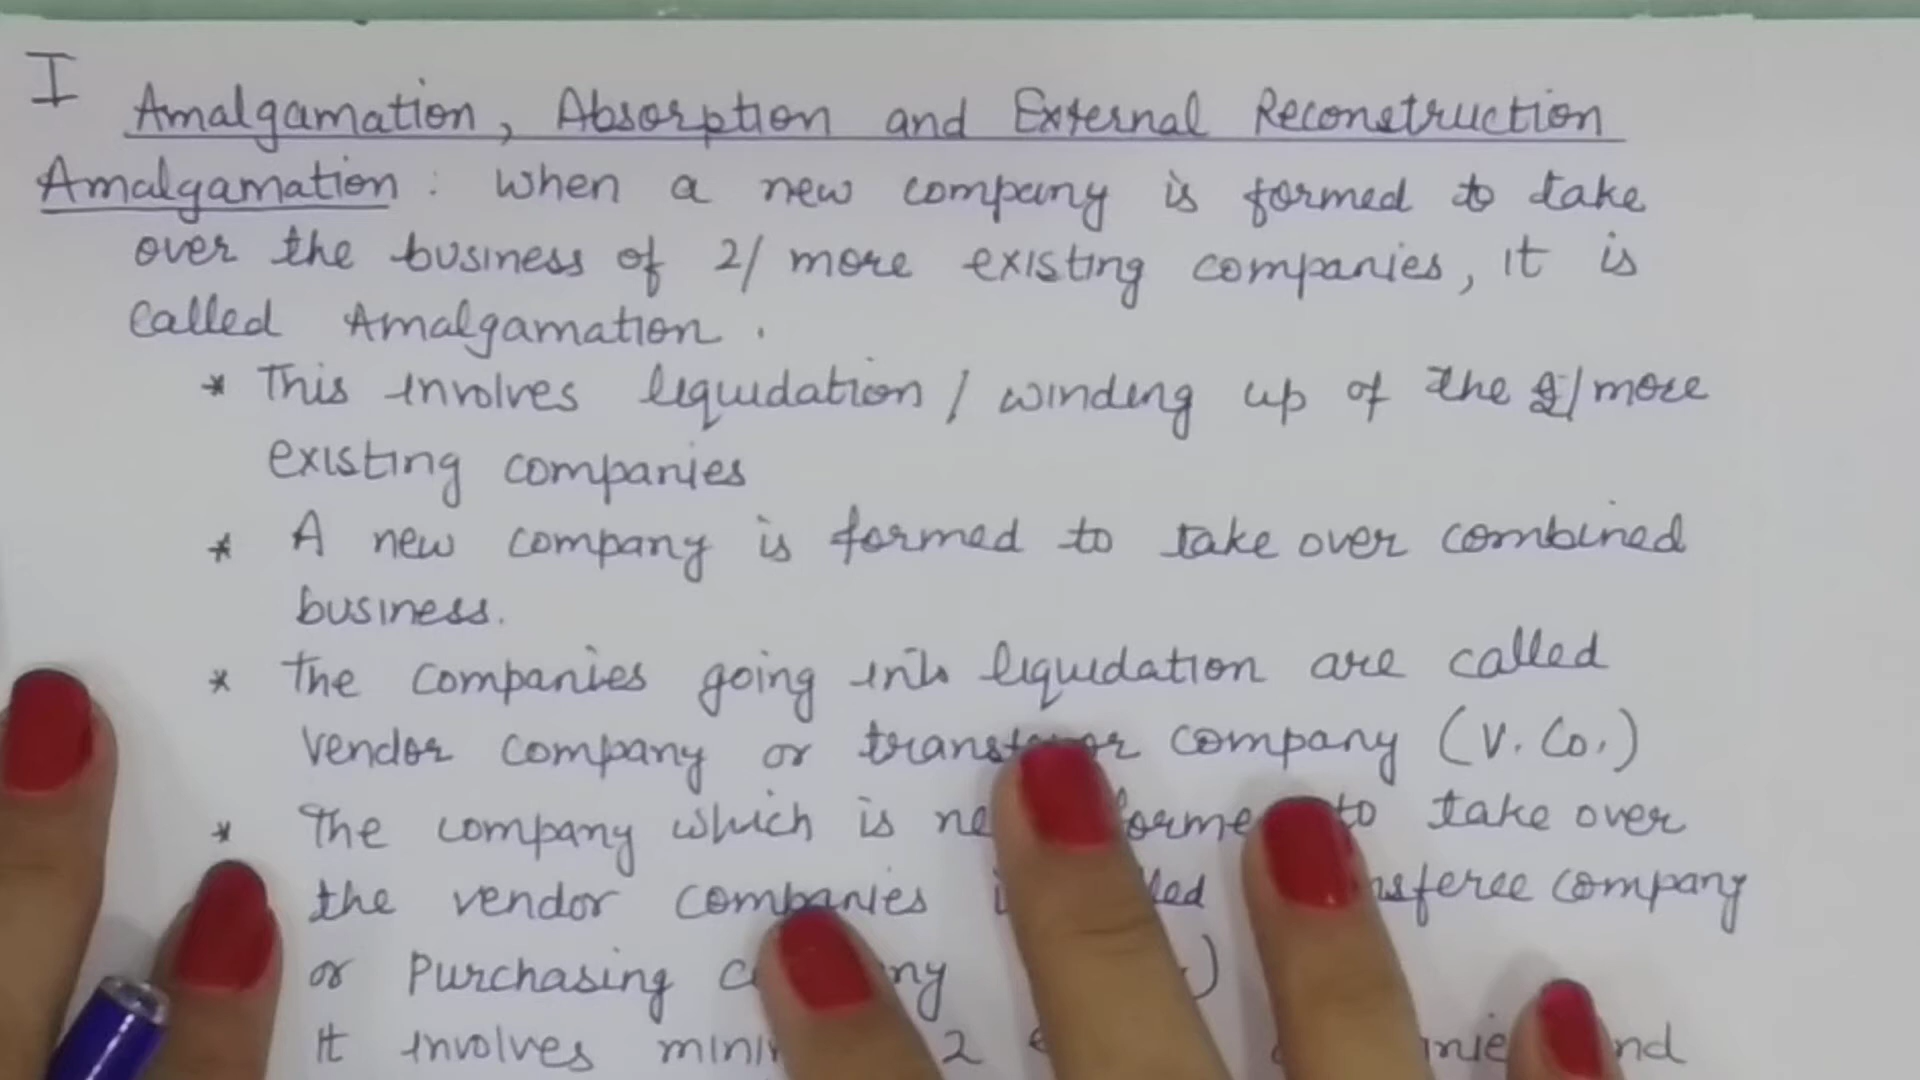 I
Amalgamation, Absorption and External Reconstruction
Amalgamation : When a new company is formed to take
over the business of 2/ more existing companies, it is
called Amalgamation.
* This involves liquidation / winding up of the 2/more
existing companies
* A new company is formed to take over combined
business.
* The companies going into liquidation are called
Vendor company or company (V. Co.)
* The company which is to take over
the vendor companies company
or Purchasing
It involves 2